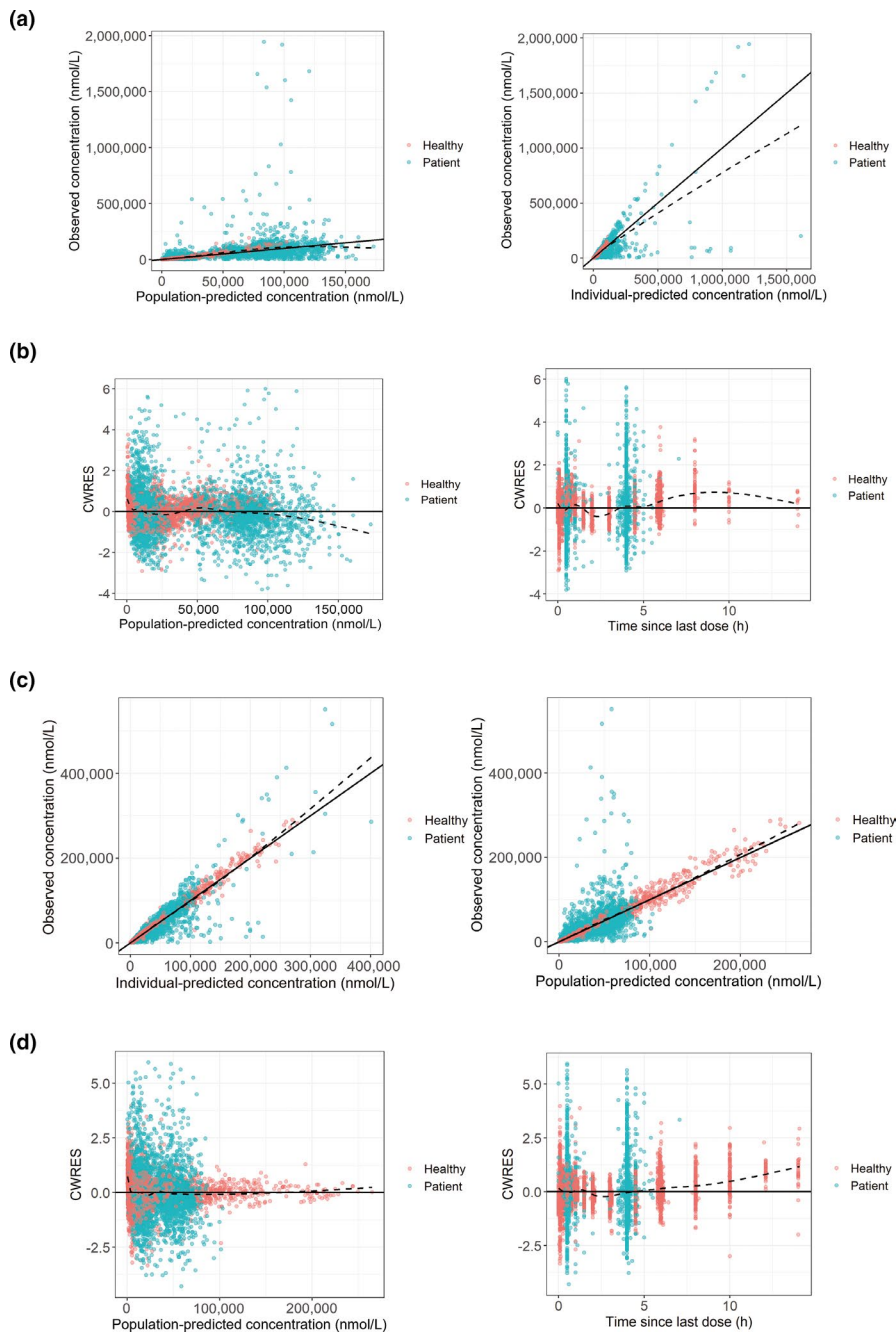 (a)
2,000,000
1,500,000
1,000,000
500,000
0
Observed concentration (nmol/L)
0 50,000 100,000 150,000
Population-predicted concentration (nmol/L)
Healthy
Patient
2,000,000
1,500,000
1,000,000
500,000
0
Observed concentration (nmol/L)
0 500,000 1,000,000 1,500,000
Individual-predicted concentration (nmol/L)
Healthy
Patient
(b)
6
4
2
0
-2
-4
CWRES
0 50,000 100,000 150,000
Population-predicted concentration (nmol/L)
Healthy
Patient
6
4
2
0
-2
-4
CWRES
0 5 10
Time since last dose (h)
Healthy
Patient
(c)
400,000
200,000
0
Observed concentration (nmol/L)
0 100,000 200,000 300,000 400,000
Individual-predicted concentration (nmol/L)
Healthy
Patient
400,000
200,000
0
Observed concentration (nmol/L)
0 100,000 200,000
Population-predicted concentration (nmol/L)
Healthy
Patient
(d)
5.0
2.5
0.0
-2.5
CWRES
0 100,000 200,000
Population-predicted concentration (nmol/L)
Healthy
Patient
5.0
2.5
0.0
-2.5
CWRES
0 5 10
Time since last dose (h)
Healthy
Patient